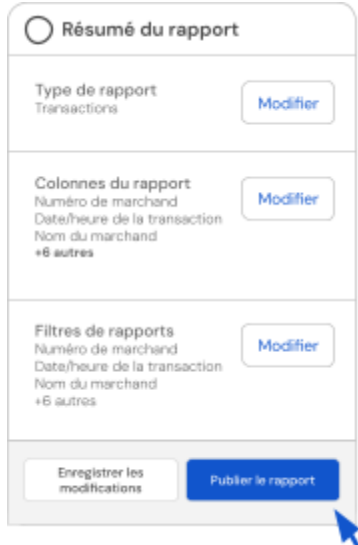 Résumé du rapport
Type de rapport
Transactions
Modifier
Colonnes du rapport
Numéro de marchand
Date/heure de la transaction
Nom du marchand
+6 autres
Modifier
Filtres de rapports
Numéro de marchand
Date/heure de la transaction
Nom du marchand
+6 autres
Modifier
Enregistrer les
modifications
Publier le rapport